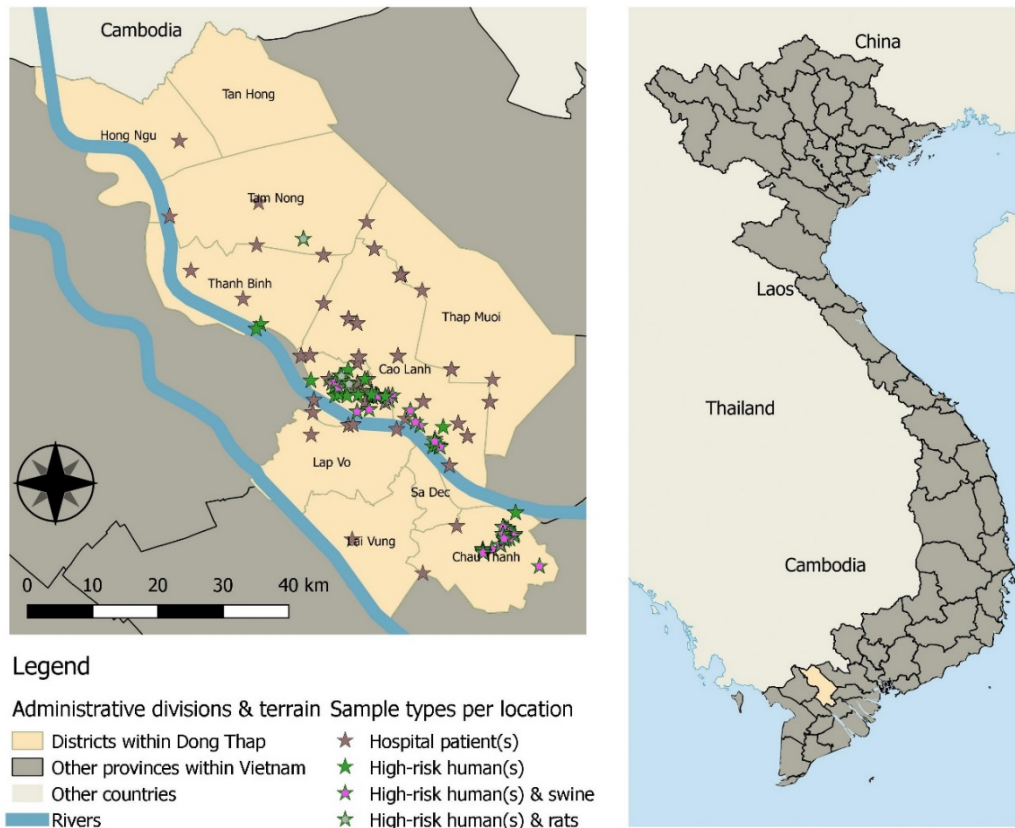 Cambodia
Tan Hong
Hong Ngu
Tam Nong
Thanh Binh
Thap Muoi
Cao Lanh
Lap Vo
Sa Dec
Lai Vung
Chau Thanh
0 10 20 30 40 km
China
Laos
Thailand
Cambodia
Legend
Administrative divisions & terrain
Districts within Dong Thap
Other provinces within Vietnam
Other countries
Rivers
Sample types per location
Hospital patient(s)
High-risk human(s)
High-risk human(s) & swine
High-risk human(s) & rats